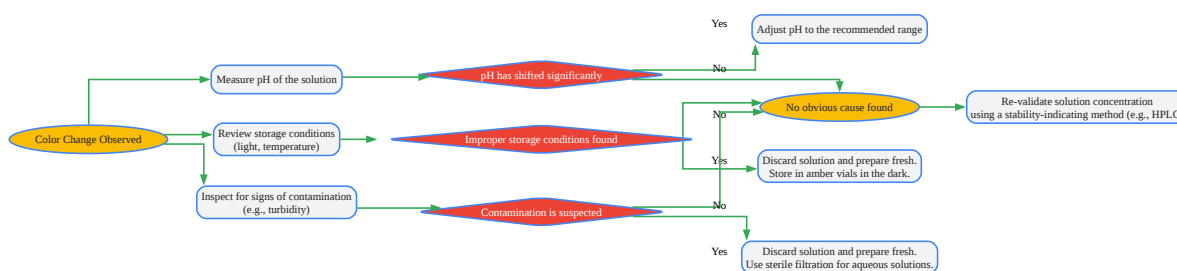 Yes
Adjust pH to the recommended range
Measure pH of the solution
pH has shifted significantly
No
No obvious cause found
Re-validate solution concentration
using a stability-indicating method (e.g., HPLC
Color Change Observed
Review storage conditions
(light, temperature)
Improper storage conditions found
No
Yes
Discard solution and prepare fresh.
Store in amber vials in the dark.
Inspect for signs of contamination
(e.g., turbidity)
Contamination is suspected
No
Yes
Discard solution and prepare fresh.
Use sterile filtration for aqueous solutions.